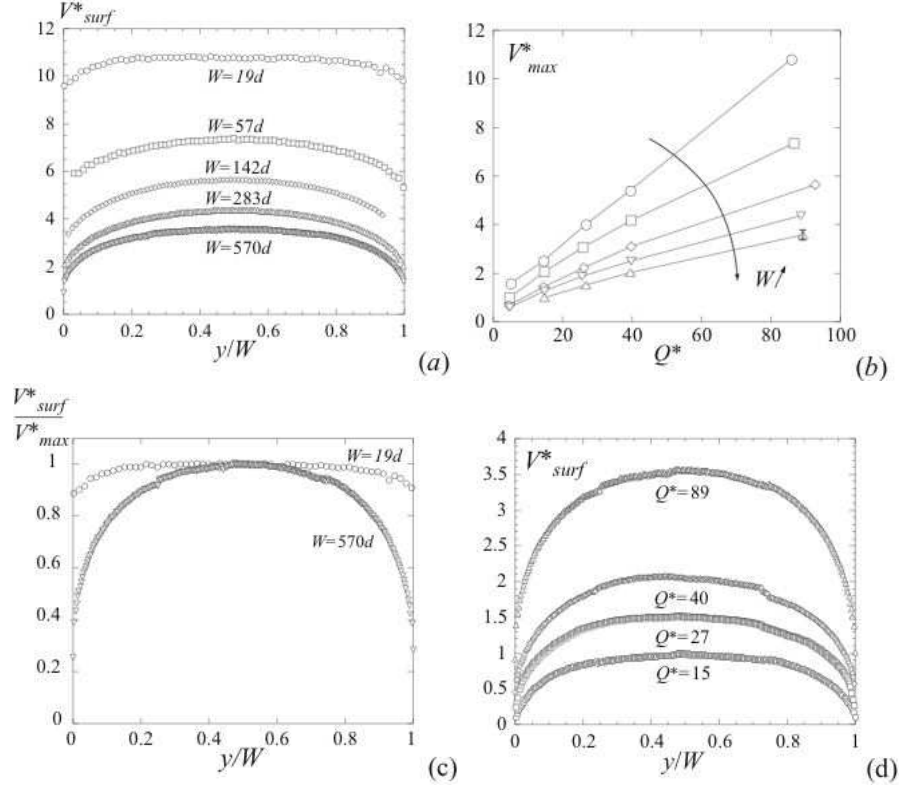 V*surf
12
10
8
6
4
2
0
W=19d
W=57d
W=142d
W=283d
W=570d
0 0.2 0.4 0.6 0.8 1
y/W
(a)
V*max
12
10
8
6
4
2
0
W
0 20 40 60 80 100
Q*
(b)
V*surf
V*max
1
0.8
0.6
0.4
0.2
0
W=19d
W=570d
0 0.2 0.4 0.6 0.8 1
y/W
(c)
V*surf
4
3.5
3
2.5
2
1.5
1
0.5
0
Q*=89
Q*=40
Q*=27
Q*=15
0 0.2 0.4 0.6 0.8 1
y/W
(d)